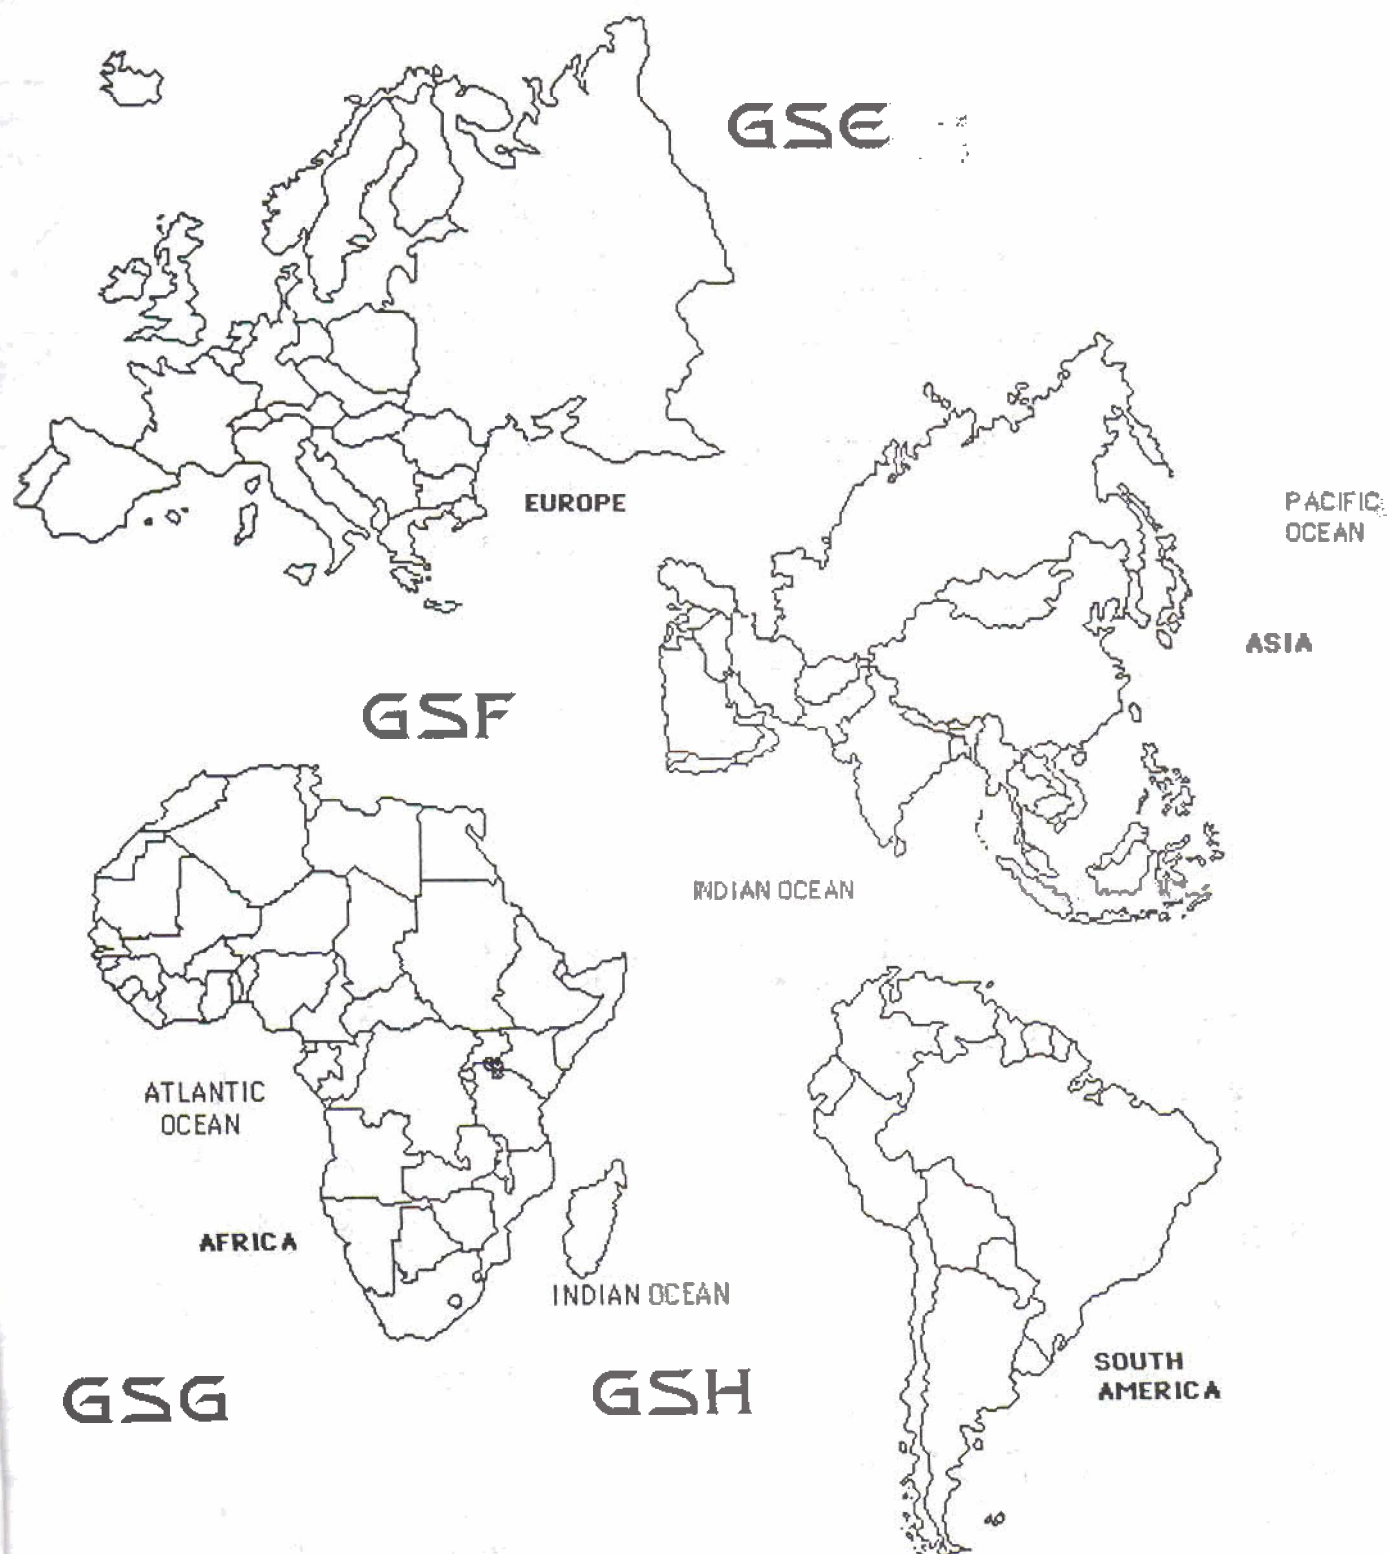 GSE
EUROPE
PACIFIC
OCEAN
ASIA
GSF
INDIAN OCEAN
ATLANTIC
OCEAN
AFRICA
INDIAN OCEAN
GSG
GSH
SOUTH
AMERICA